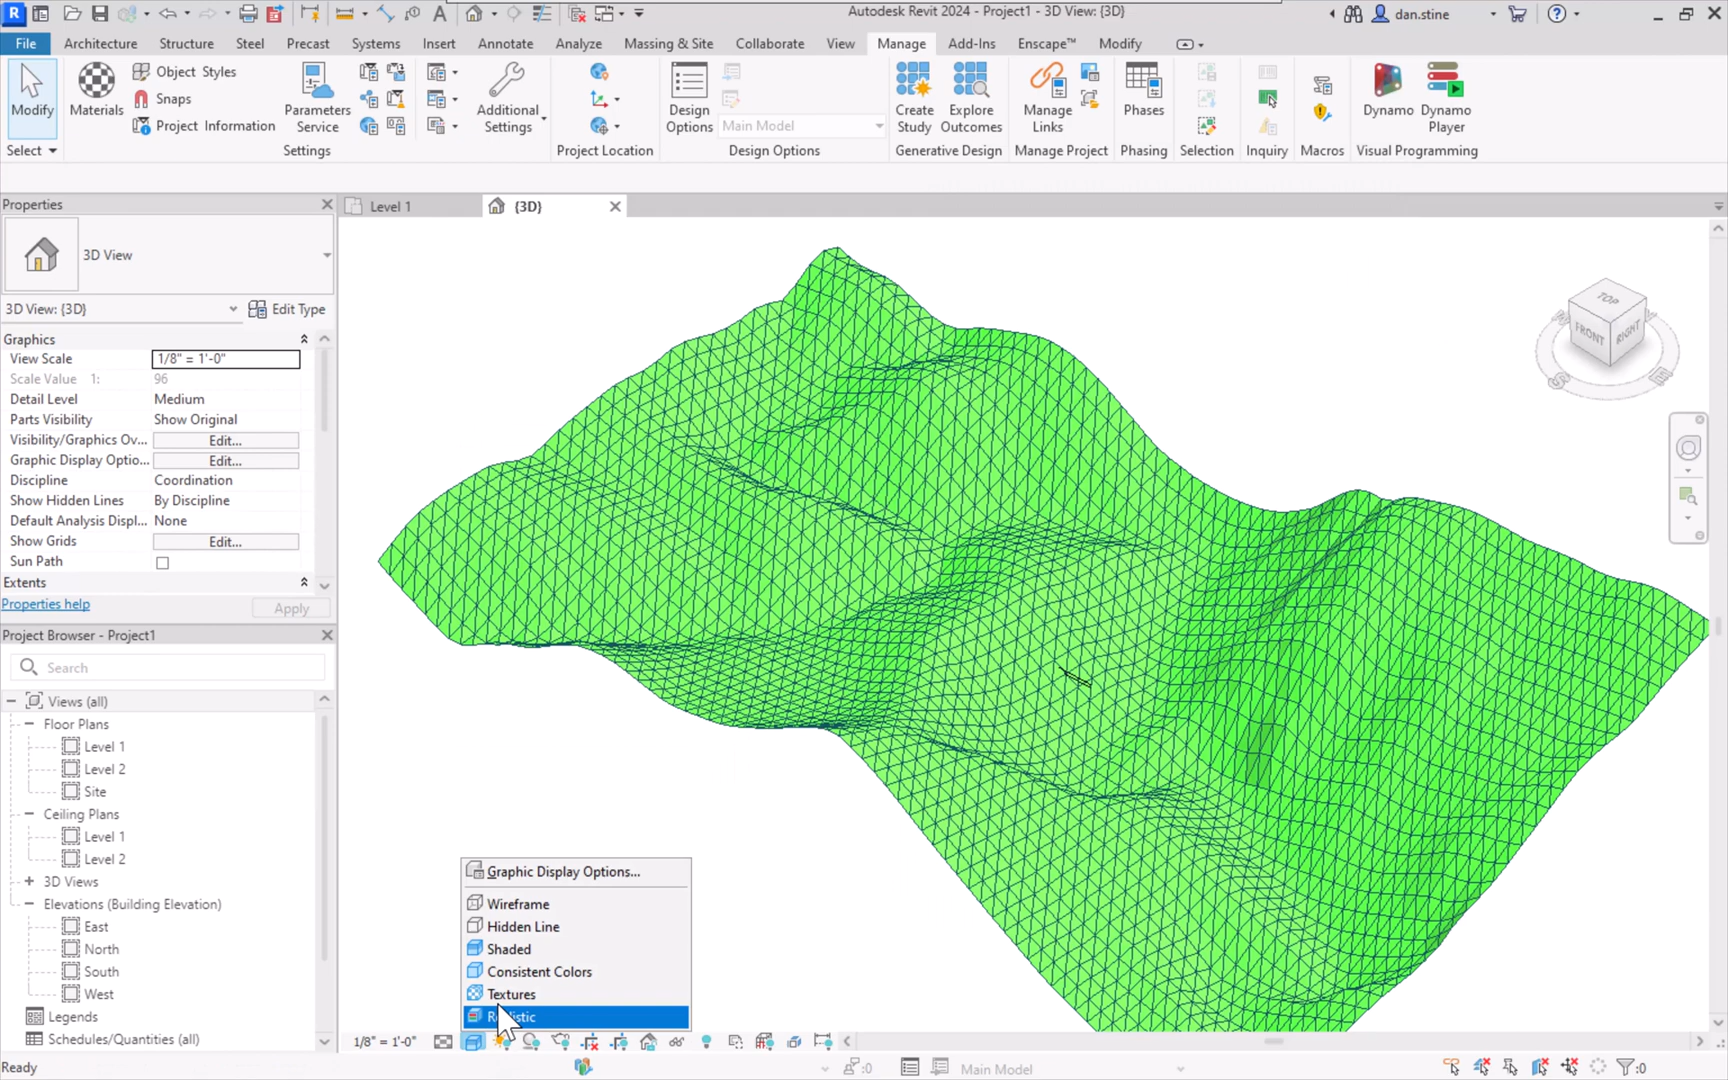 Autodesk Revit 2024 - Project1 - 3D View: {3D}
dan.stine
File Architecture Structure Steel Precast Systems Insert Annotate Analyze Massing & Site Collaborate View Manage Add-Ins Enscape™ Modify
Modify
Select
Materials
Object Styles
Snaps
Project Information
Parameters Service
Settings
Additional Settings
Project Location
Design Options
Main Model
Design Options
Create Study
Explore Outcomes
Generative Design
Manage Links
Manage Project
Phases
Phasing
Selection
Inquiry
Macros
Dynamo
Dynamo Player
Visual Programming
Properties
3D View
3D View: {3D}
Edit Type
Graphics
View Scale 1/8" = 1'-0"
Scale Value 1: 96
Detail Level Medium
Parts Visibility Show Original
Visibility/Graphics Ov... Edit...
Graphic Display Optio... Edit...
Discipline Coordination
Show Hidden Lines By Discipline
Default Analysis Displ... None
Show Grids Edit...
Sun Path
Extents
Properties help
Apply
Project Browser - Project1
Search
Views (all)
Floor Plans
Level 1
Level 2
Site
Ceiling Plans
Level 1
Level 2
3D Views
Elevations (Building Elevation)
East
North
South
West
Legends
Schedules/Quantities (all)
Level 1
{3D}
TOP
FRONT
RIGHT
S
E
Graphic Display Options...
Wireframe
Hidden Line
Shaded
Consistent Colors
Textures
1/8" = 1'-0"
Ready
:0
Main Model
:0